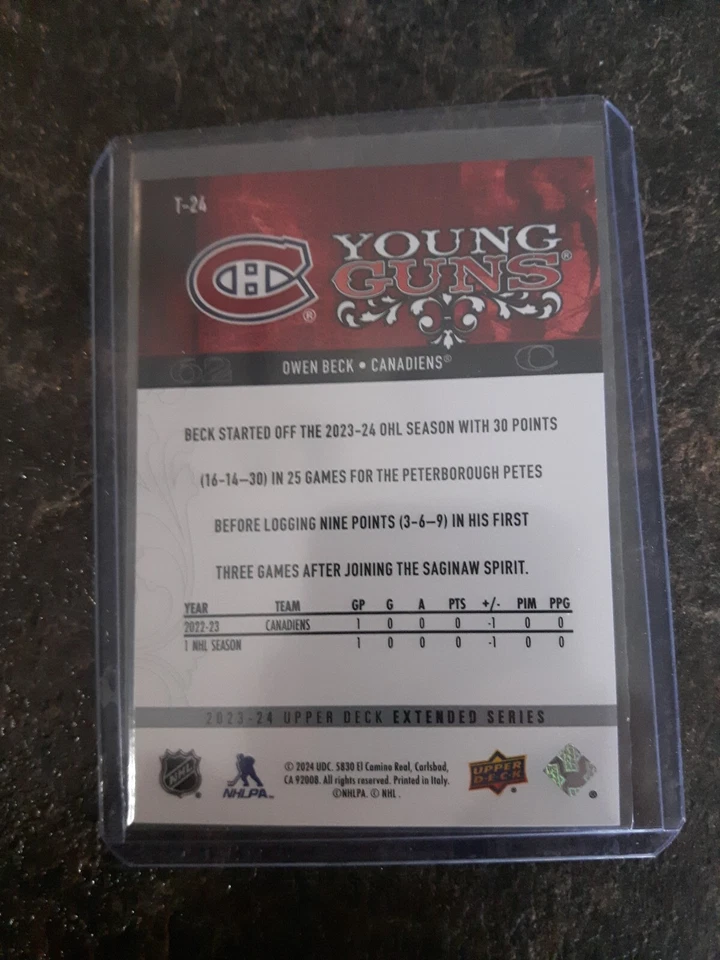 T-24
YOUNG
GUNS®
®
62
OWEN BECK • CANADIENS®
C
BECK STARTED OFF THE 2023-24 OHL SEASON WITH 30 POINTS
(16-14—30) IN 25 GAMES FOR THE PETERBOROUGH PETES
BEFORE LOGGING NINE POINTS (3-6—9) IN HIS FIRST
THREE GAMES AFTER JOINING THE SAGINAW SPIRIT.
YEAR TEAM GP G A PTS +/- PIM PPG
2022-23 CANADIENS 1 0 0 0 -1 0 0
1 NHL SEASON 1 0 0 0 -1 0 0
2023-24 UPPER DECK EXTENDED SERIES
NHL ®
NHLPA™
© 2024 UDC. 5830 El Camino Real, Carlsbad,
CA 92008. All rights reserved. Printed in Italy.
©NHLPA. © NHL.
UPPER
DECK®
®